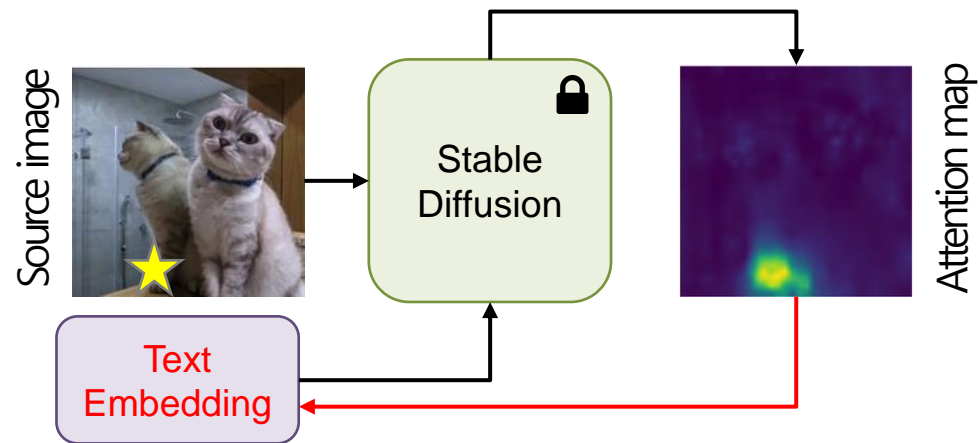 Source image
Stable
Diffusion
Attention map
Text
Embedding